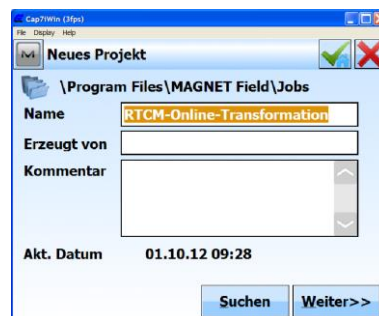 Cap7iWin (3fps)
File Display Help
Neues Projekt
\Program Files\MAGNET Field\Jobs
Name RTCM-Online-Transformation
Erzeugt von
Kommentar
Akt. Datum 01.10.12 09:28
Suchen Weiter>>